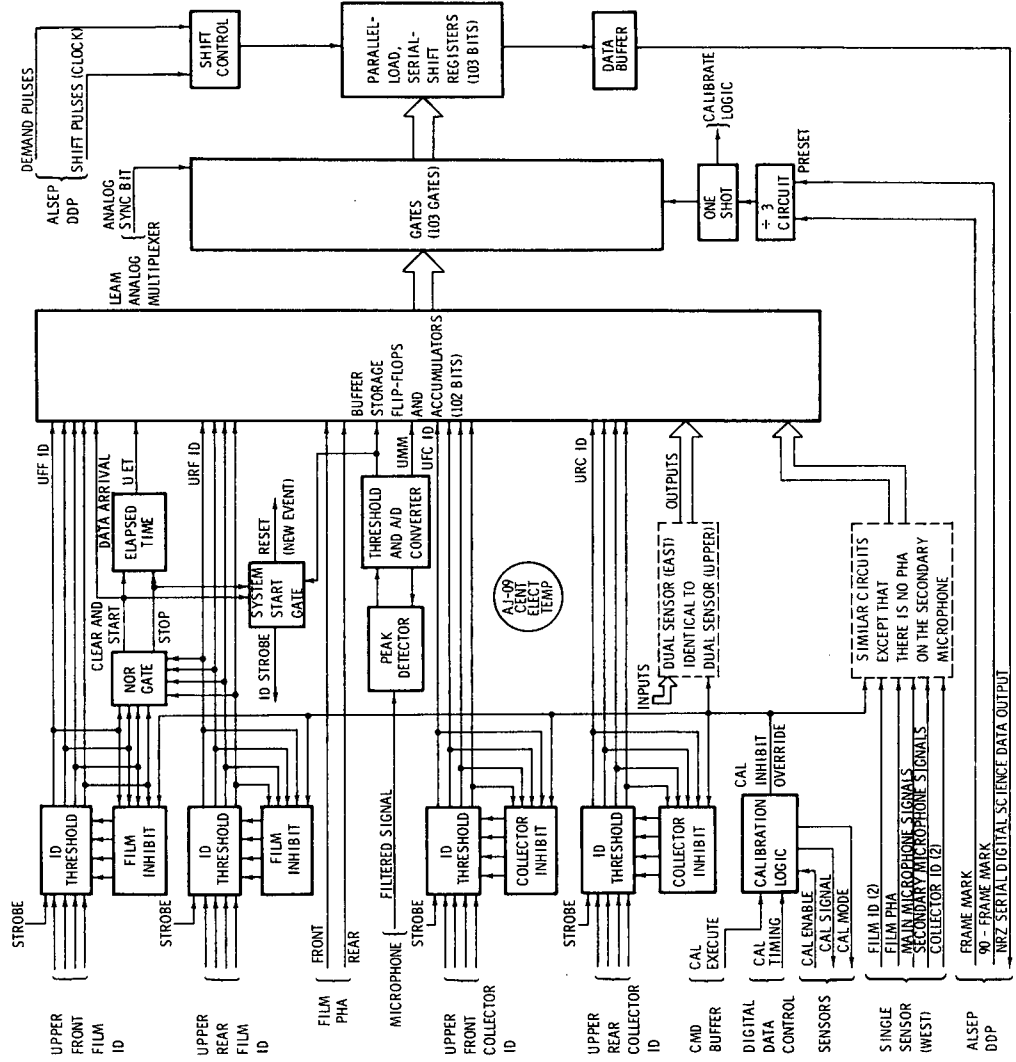 DEMAND PULSES
ALSEP
DDP
SHIFT PULSES (CLOCK)
SHIFT
CONTROL
PARALLEL-
LOAD,
SERIAL-
SHIFT
REGISTERS
(103 BITS)
DATA
BUFFER
ANALOG
SYNC BIT
LEAM
ANALOG
MULTIPLEXER
GATES
(103 GATES)
ONE
SHOT
CALIBRATE
LOGIC
÷ 3
CIRCUIT
PRESET
BUFFER
STORAGE
FLIP-FLOPS
AND
ACCUMULATORS
(102 BITS)
UFF ID
DATA ARRIVAL
U ET
URF ID
UMM
UFC ID
URC ID
OUTPUTS
CLEAR AND
START
STOP
ELAPSED
TIME
NOR
GATE
SYSTEM
START
GATE
RESET
(NEW EVENT)
ID STROBE
THRESHOLD
AND A/D
CONVERTER
PEAK
DETECTOR
AJ-09
CENT
ELECT
TEMP
INPUTS
DUAL SENSOR (EAST)
IDENTICAL TO
DUAL SENSOR (UPPER)
SIMILAR CIRCUITS
EXCEPT THAT
THERE IS NO PHA
ON THE SECONDARY
MICROPHONE
STROBE
ID
THRESHOLD
FILM
INHIBIT
STROBE
ID
THRESHOLD
FILM
INHIBIT
FRONT
REAR
FILTERED SIGNAL
STROBE
ID
THRESHOLD
COLLECTOR
INHIBIT
STROBE
ID
THRESHOLD
COLLECTOR
INHIBIT
CAL
INHIBIT
OVERRIDE
CALIBRATION
LOGIC
CAL
EXECUTE
CAL
TIMING
CAL ENABLE
CAL SIGNAL
CAL MODE
FILM ID (2)
FILM PHA
MAIN MICROPHONE SIGNALS
SECONDARY MICROPHONE SIGNALS
COLLECTOR ID (2)
FRAME MARK
90 - FRAME MARK
NRZ SERIAL DIGITAL SCIENCE DATA OUTPUT
UPPER
FRONT
FILM
ID
UPPER
REAR
FILM
ID
FILM
PHA
MICROPHONE
UPPER
FRONT
COLLECTOR
ID
UPPER
REAR
COLLECTOR
ID
CMD
BUFFER
DIGITAL
DATA
CONTROL
SENSORS
SINGLE
SENSOR
(WEST)
ALSEP
DDP